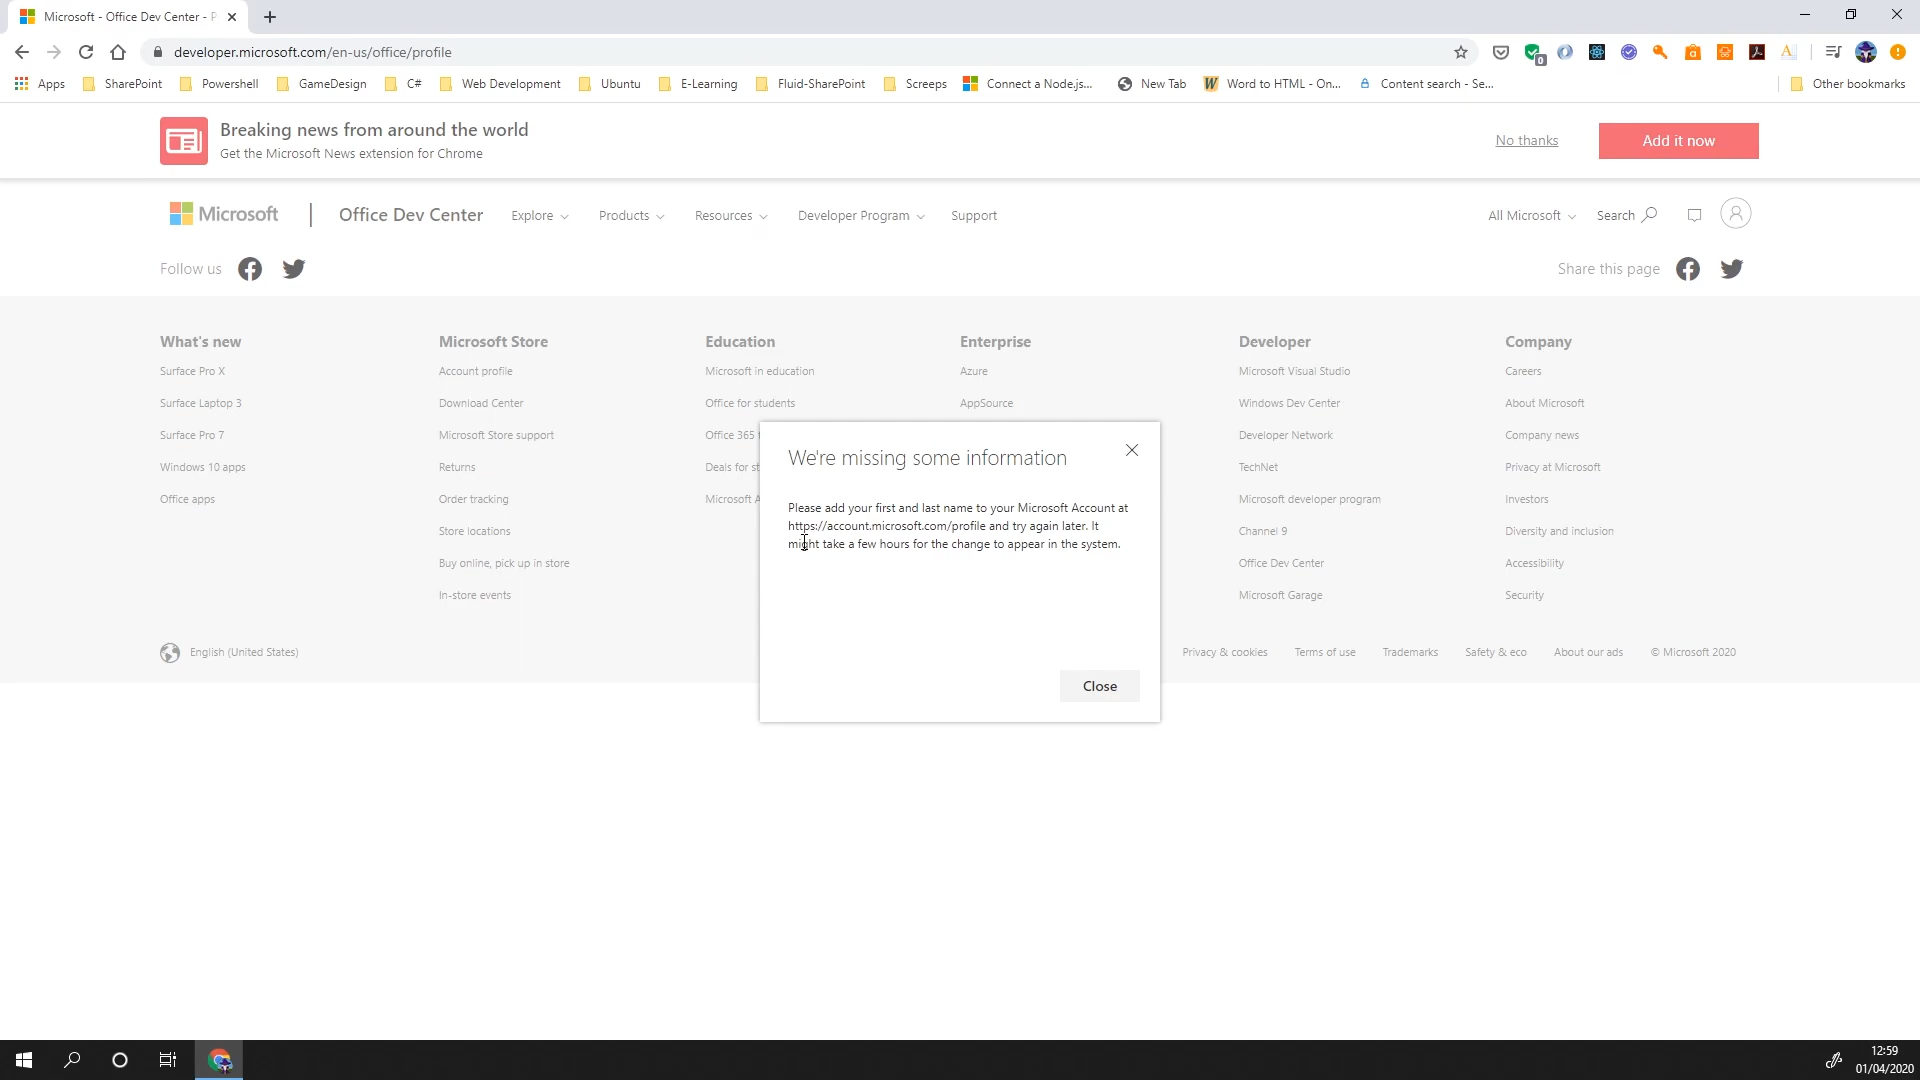 Microsoft - Office Dev Center - P
developer.microsoft.com/en-us/office/profile
0
Apps SharePoint Powershell GameDesign C# Web Development Ubuntu E-Learning Fluid-SharePoint Screeps Connect a Node.js... New Tab Word to HTML - On... Content search - Se... Other bookmarks
Breaking news from around the world
Get the Microsoft News extension for Chrome
No thanks
Add it now
Microsoft Office Dev Center Explore Products Resources Developer Program Support All Microsoft Search
Follow us
Share this page
What's new
Surface Pro X
Surface Laptop 3
Surface Pro 7
Windows 10 apps
Office apps
Microsoft Store
Account profile
Download Center
Microsoft Store support
Returns
Order tracking
Store locations
Buy online, pick up in store
In-store events
Education
Microsoft in education
Office for students
Office 365
Deals for st
Microsoft A
Enterprise
Azure
AppSource
Developer
Microsoft Visual Studio
Windows Dev Center
Developer Network
TechNet
Microsoft developer program
Channel 9
Office Dev Center
Microsoft Garage
Company
Careers
About Microsoft
Company news
Privacy at Microsoft
Investors
Diversity and inclusion
Accessibility
Security
We're missing some information
Please add your first and last name to your Microsoft Account at
https://account.microsoft.com/profile and try again later. It
might take a few hours for the change to appear in the system.
Close
English (United States)
Privacy & cookies Terms of use Trademarks Safety & eco About our ads © Microsoft 2020
12:59
01/04/2020